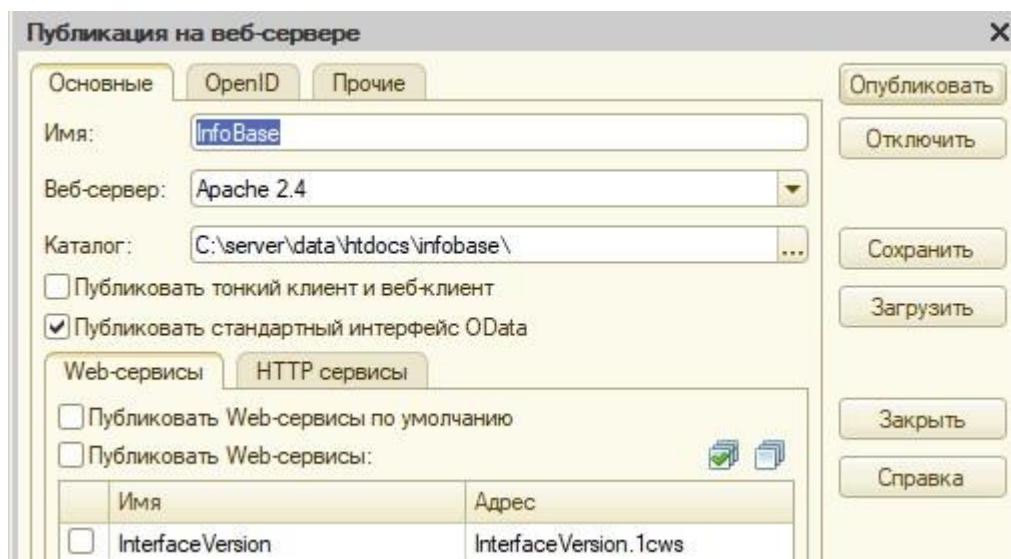 Публикация на веб-сервере
Основные OpenID Прочие
Опубликовать
Имя: InfoBase
Отключить
Веб-сервер: Apache 2.4
Каталог: C:\server\data\htdocs\infobase\ ...
Сохранить
Публиковать тонкий клиент и веб-клиент
Загрузить
Публиковать стандартный интерфейс OData
Web-сервисы HTTP сервисы
Публиковать Web-сервисы по умолчанию
Закрыть
Публиковать Web-сервисы:
Справка
Имя Адрес
InterfaceVersion InterfaceVersion.1cws